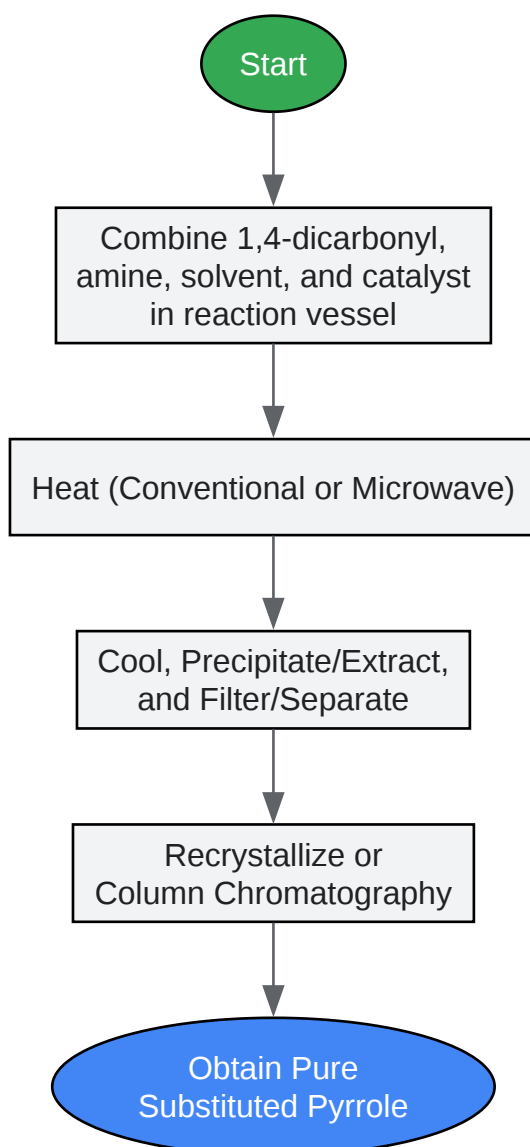 Start
Combine 1,4-dicarbonyl,
amine, solvent, and catalyst
in reaction vessel
Heat (Conventional or Microwave)
Cool, Precipitate/Extract,
and Filter/Separate
Recrystallize or
Column Chromatography
Obtain Pure
Substituted Pyrrole